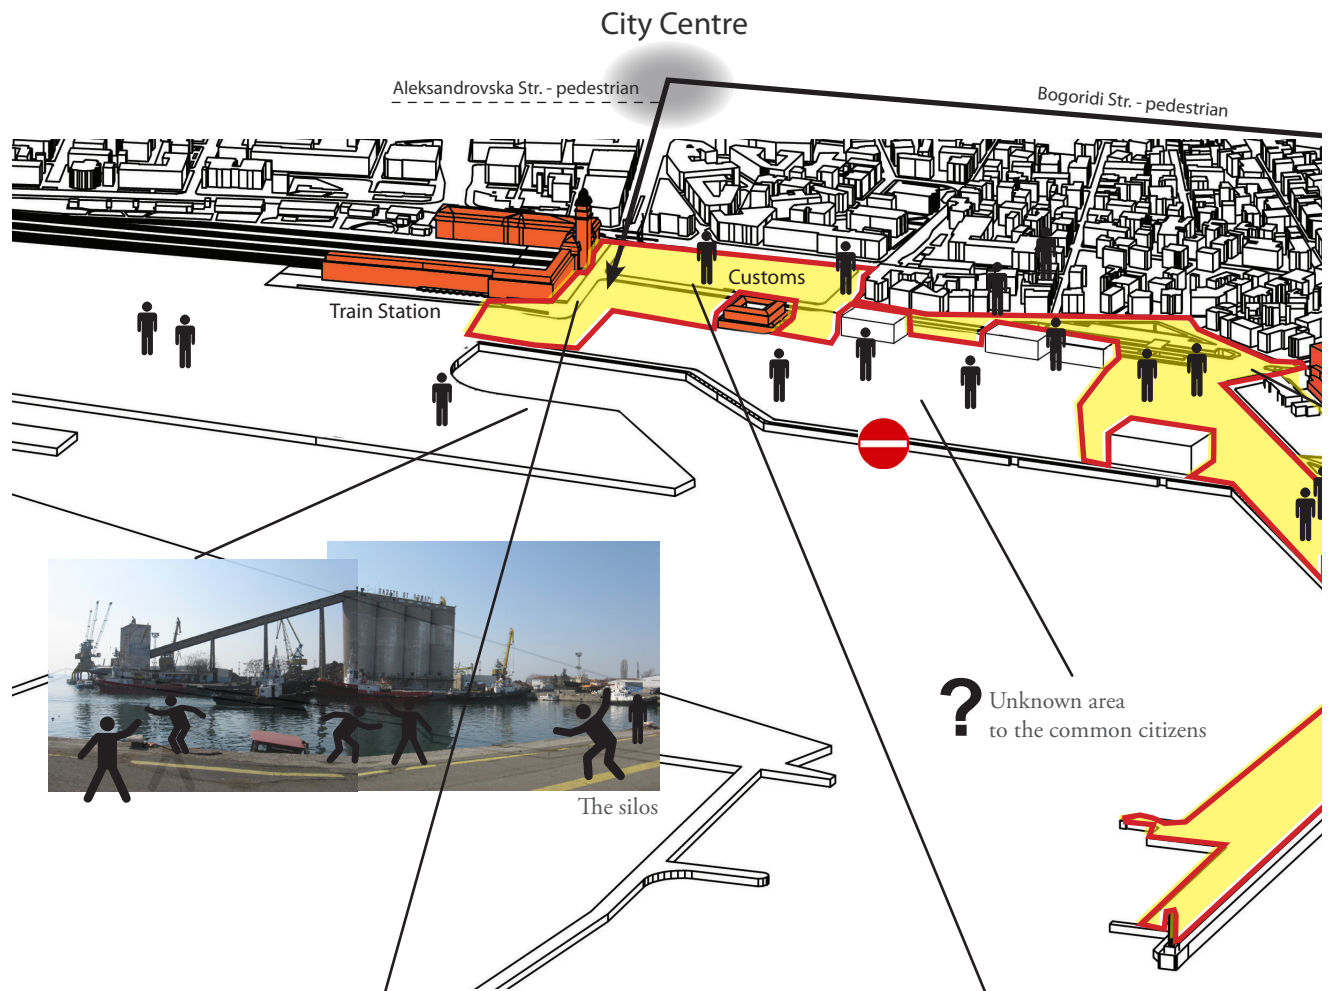 City Centre
Aleksandrovska Str. - pedestrian
Bogoridi Str. - pedestrian
Customs
Train Station
?
Unknown area
to the common citizens
The silos